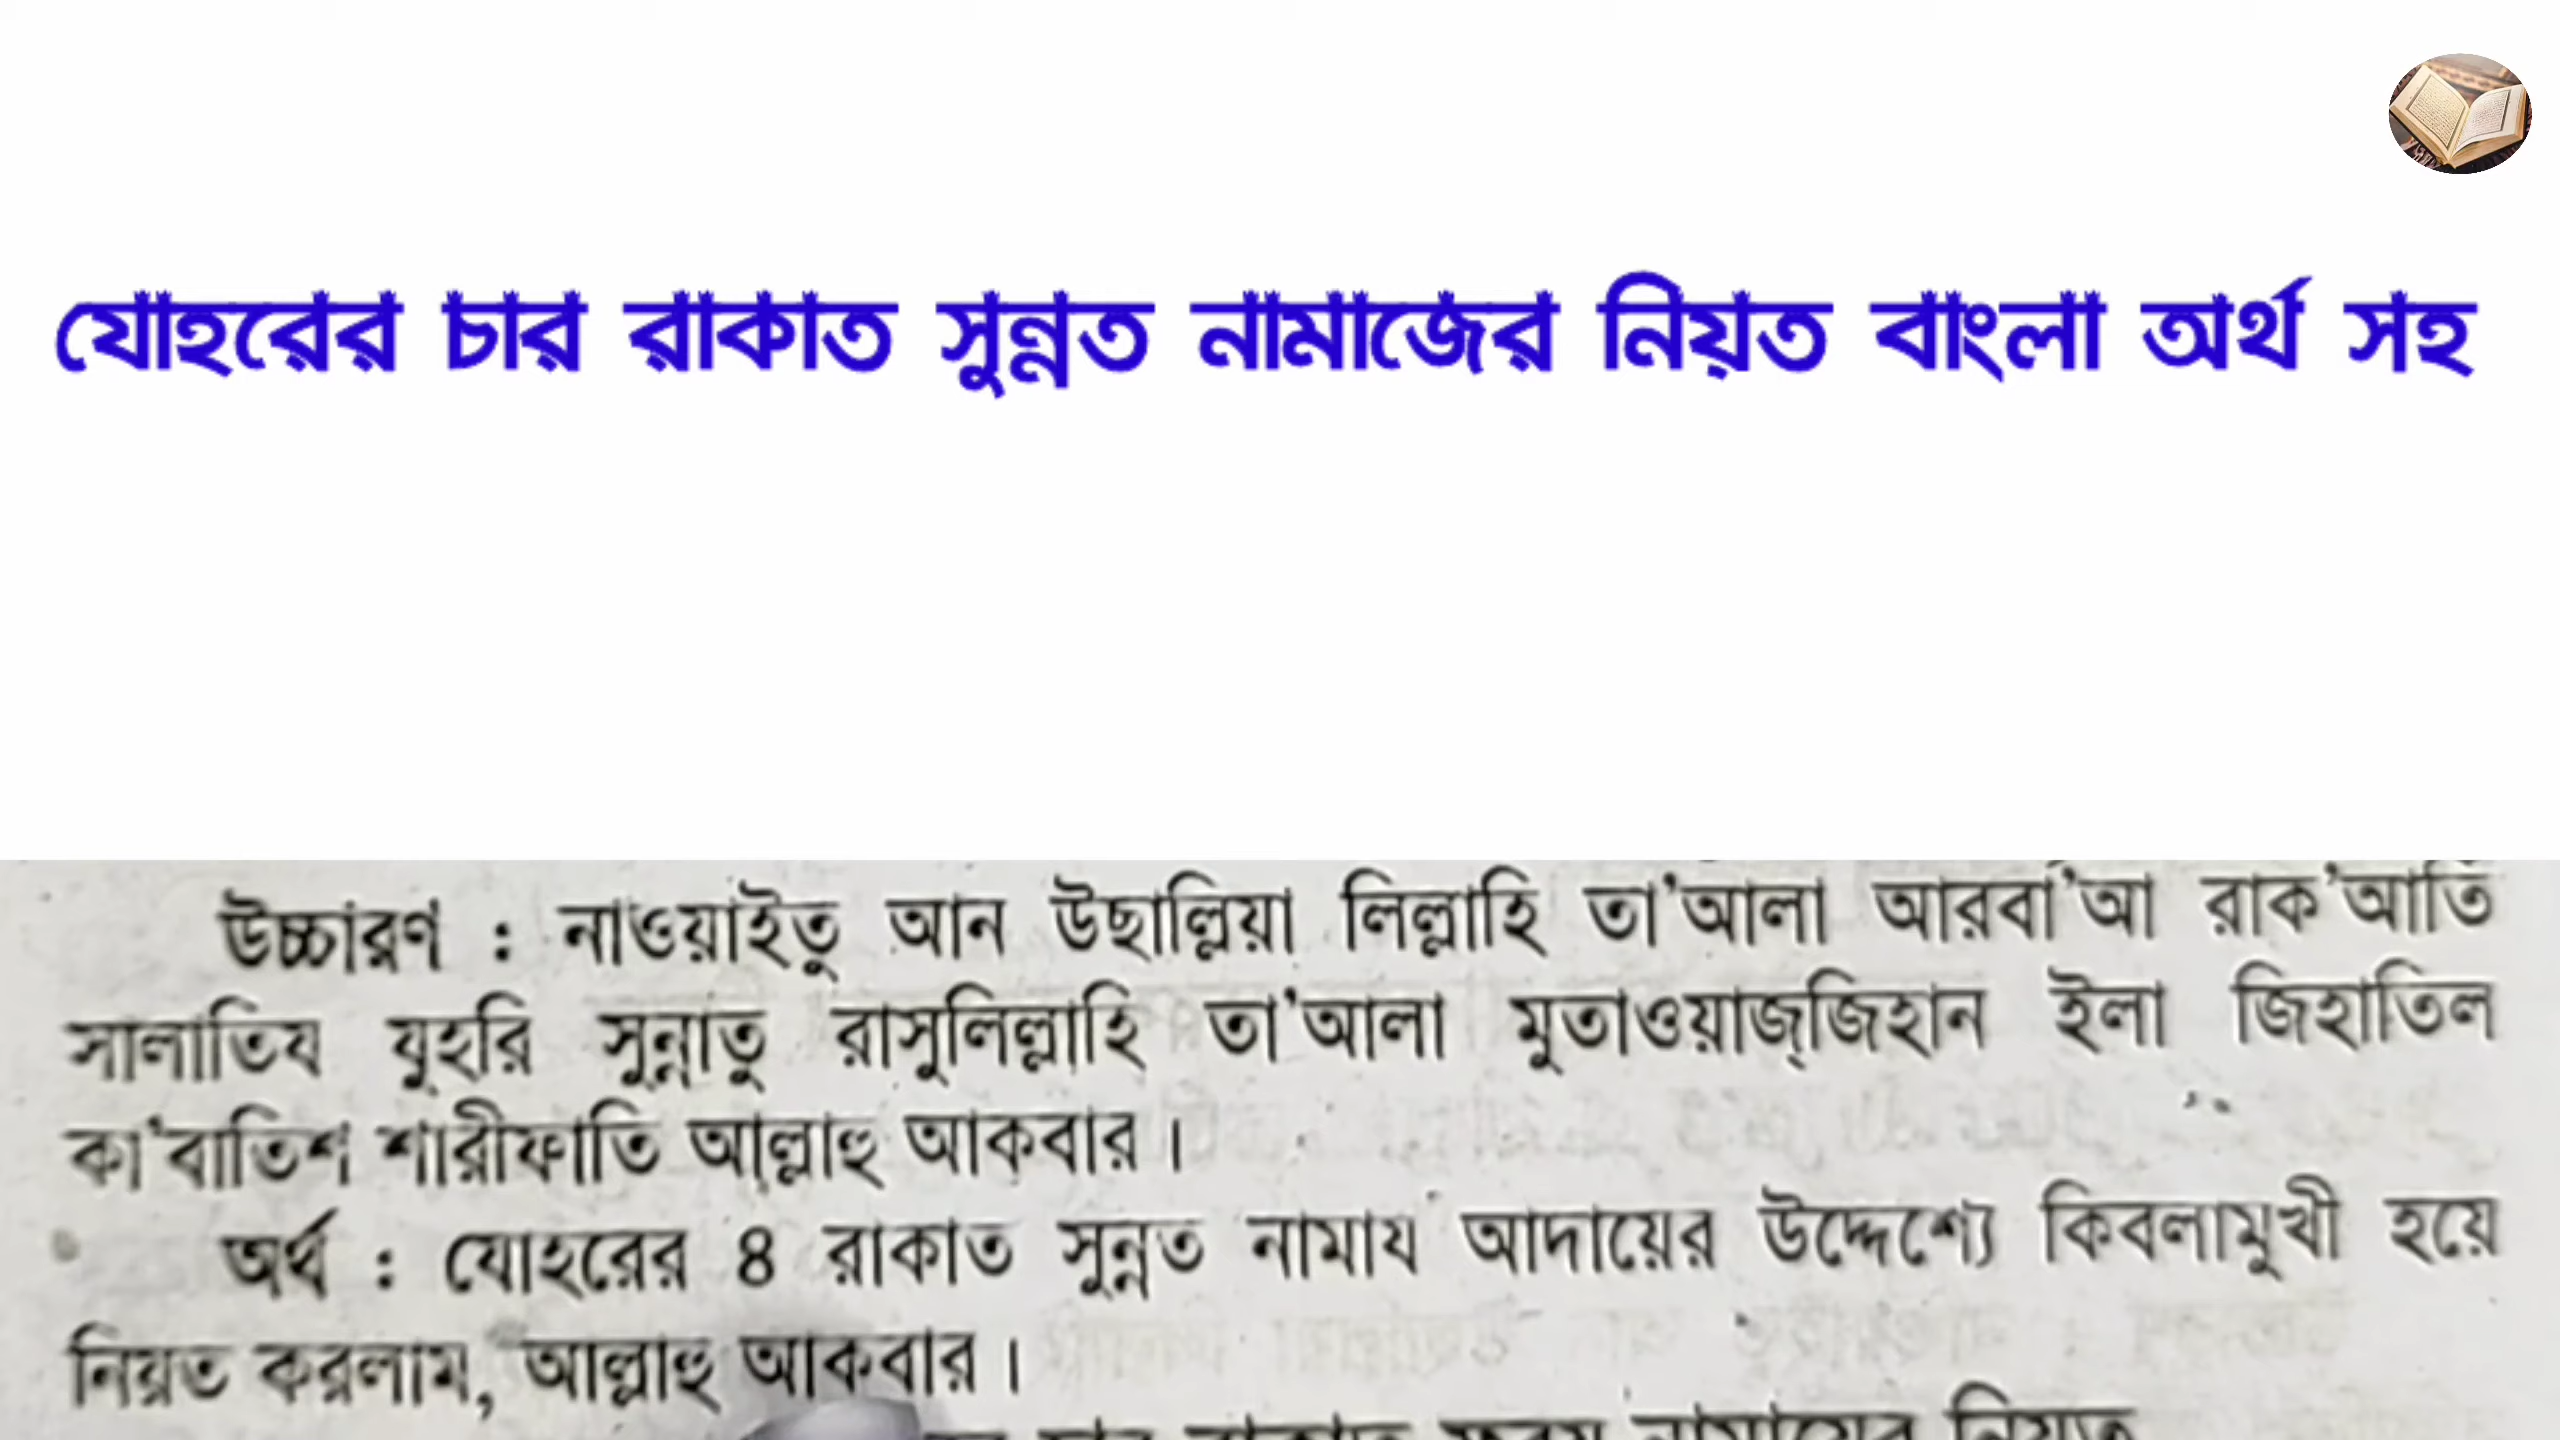 যোহরের চার রাকাত সুন্নত নামাজের নিয়ত বাংলা অর্থ সহ
উচ্চারণ : নাওয়াইতু আন উছাল্লিয়া লিল্লাহি তা'আলা আরবা'আ রাক'আতি
সালাতিয যুহরি সুন্নাতু রাসুলিল্লাহি তা'আলা মুতাওয়াজ্জিহান ইলা জিহাতিল
কা'বাতিশ শারীফাতি আল্লাহু আকবার।
অর্থ : যোহরের ৪ রাকাত সুন্নত নামায আদায়ের উদ্দেশ্যে কিবলামুখী হয়ে
নিয়ত করলাম, আল্লাহু আকবার।